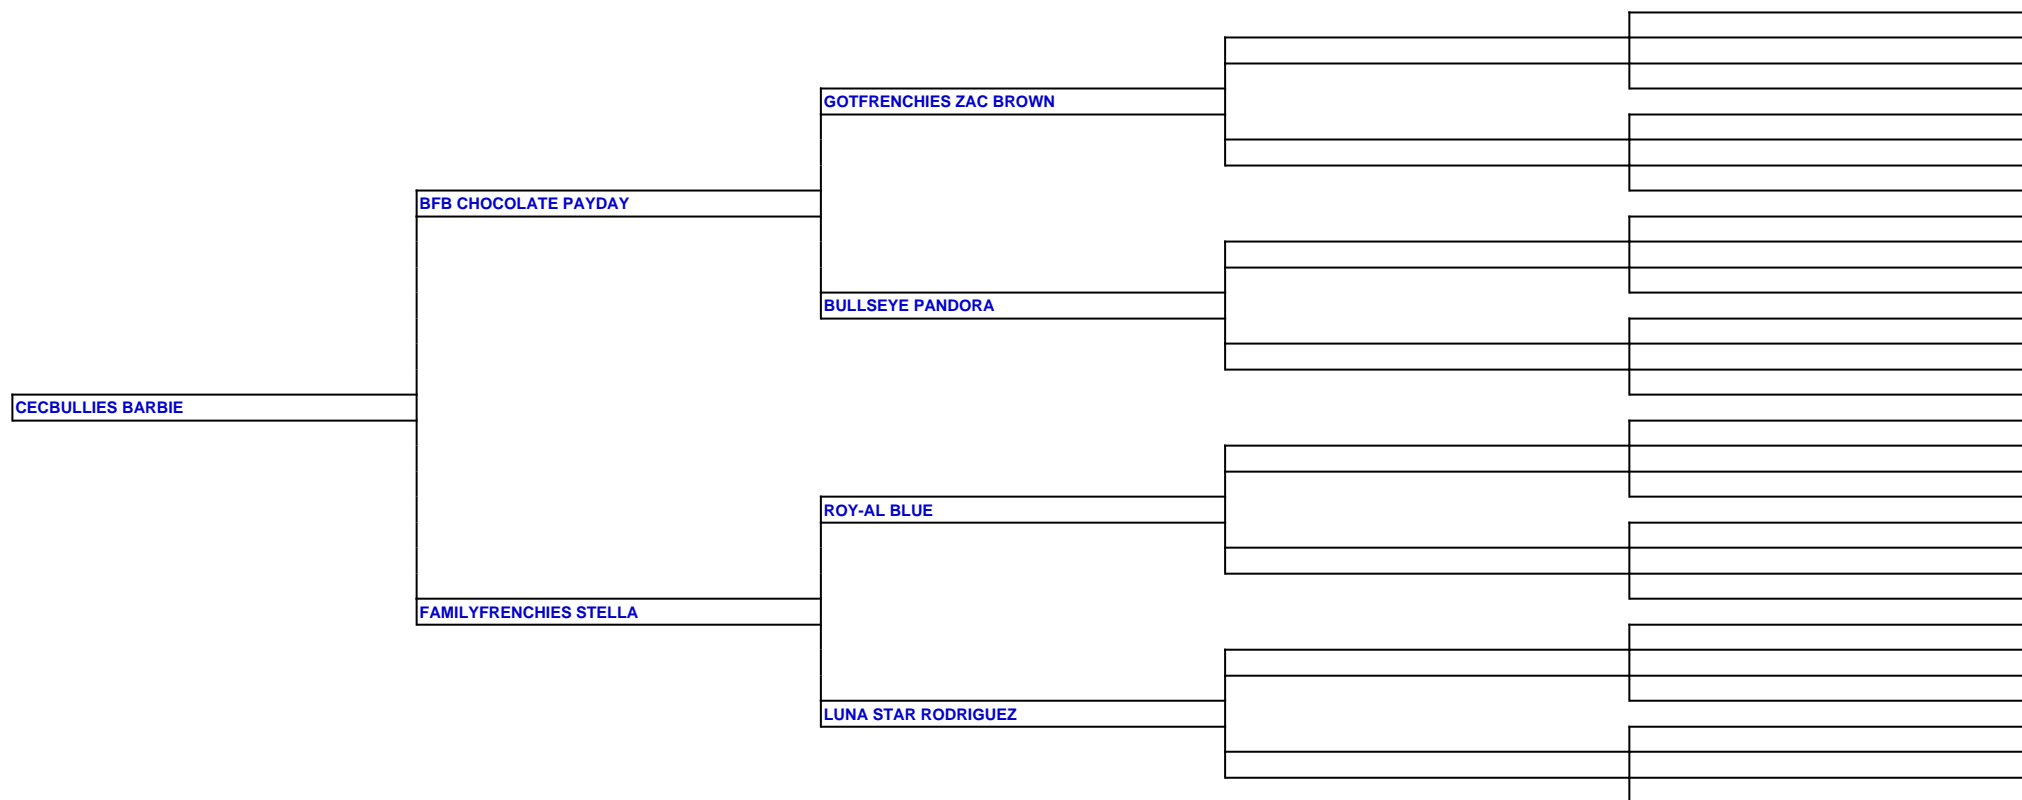 GOTFRENCHIES ZAC BROWN
BFB CHOCOLATE PAYDAY
BULLSEYE PANDORA
CECBULLIES BARBIE
ROY-AL BLUE
FAMILYFRENCHIES STELLA
LUNA STAR RODRIGUEZ